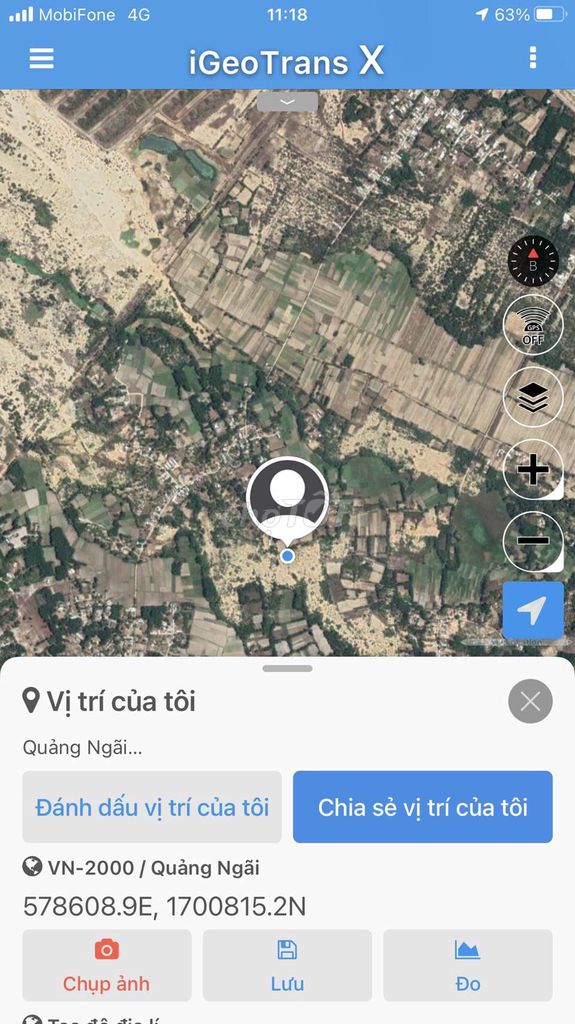 MobiFone 4G 11:18 63%
iGeoTrans X
B
GPS
OFF
Vị trí của tôi
Quảng Ngãi...
Đánh dấu vị trí của tôi
Chia sẻ vị trí của tôi
VN-2000 / Quảng Ngãi
578608.9E, 1700815.2N
Chụp ảnh
Lưu
Đo